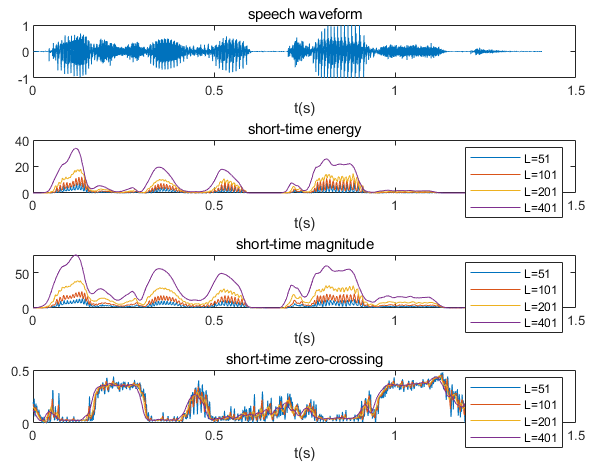 speech waveform
1
0
-1
0 0.5 1 1.5
t(s)
short-time energy
40
20
0
0 0.5 1 1.5
t(s)
L=51
L=101
L=201
L=401
short-time magnitude
50
0
0 0.5 1 1.5
t(s)
L=51
L=101
L=201
L=401
short-time zero-crossing
0.5
0
0 0.5 1 1.5
t(s)
L=51
L=101
L=201
L=401